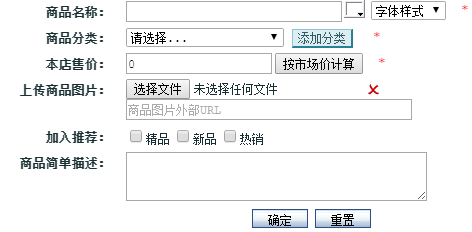 商品名称： 字体样式 *
商品分类： 请选择... 添加分类 *
本店售价： 0 按市场价计算 *
上传商品图片： 选择文件 未选择任何文件
商品图片外部URL
加入推荐： 精品 新品 热销
商品简单描述：
确定 重置